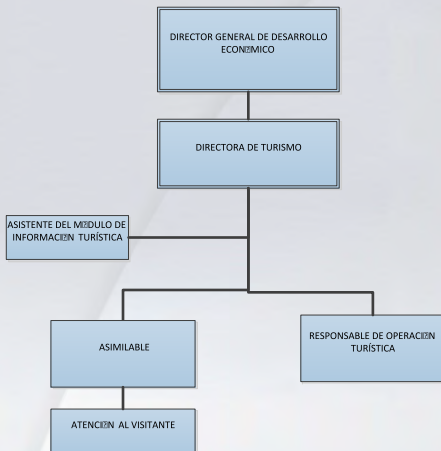 DIRECTOR GENERAL DE DESARROLLO
ECON⍰MICO
DIRECTORA DE TURISMO
ASISTENTE DEL M⍰DULO DE
INFORMACI⍰N TURÍSTICA
ASIMILABLE
RESPONSABLE DE OPERACI⍰N
TURÍSTICA
ATENCI⍰N AL VISITANTE